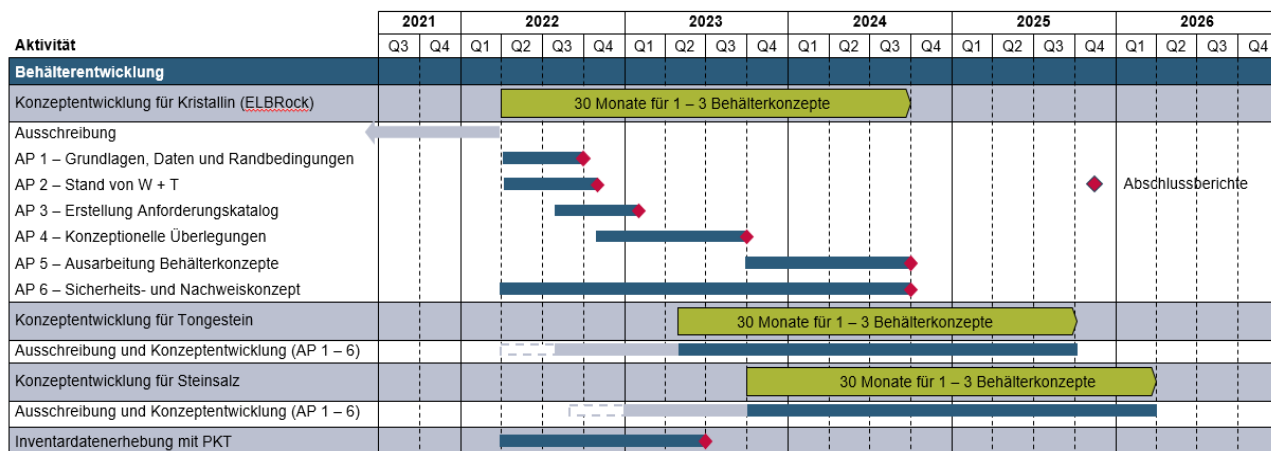 2021 2022 2023 2024 2025 2026
Aktivität Q3 Q4 Q1 Q2 Q3 Q4 Q1 Q2 Q3 Q4 Q1 Q2 Q3 Q4 Q1 Q2 Q3 Q4 Q1 Q3 Q4
Behälterentwicklung
Konzeptentwicklung für Kristallin (ELBRock) 30 Monate für 1 – 3 Behälterkonzepte
Ausschreibung
AP 1 – Grundlagen, Daten und Randbedingungen
AP 2 – Stand von W + T Abschlussberichte
AP 3 – Erstellung Anforderungskatalog
AP 4 – Konzeptionelle Überlegungen
AP 5 – Ausarbeitung Behälterkonzepte
AP 6 – Sicherheits- und Nachweiskonzept
Konzeptentwicklung für Tongestein 30 Monate für 1 – 3 Behälterkonzepte
Ausschreibung und Konzeptentwicklung (AP 1 – 6)
Konzeptentwicklung für Steinsalz 30 Monate für 1 – 3 Behälterkonzepte
Ausschreibung und Konzeptentwicklung (AP 1 – 6)
Inventardatenerhebung mit PKT